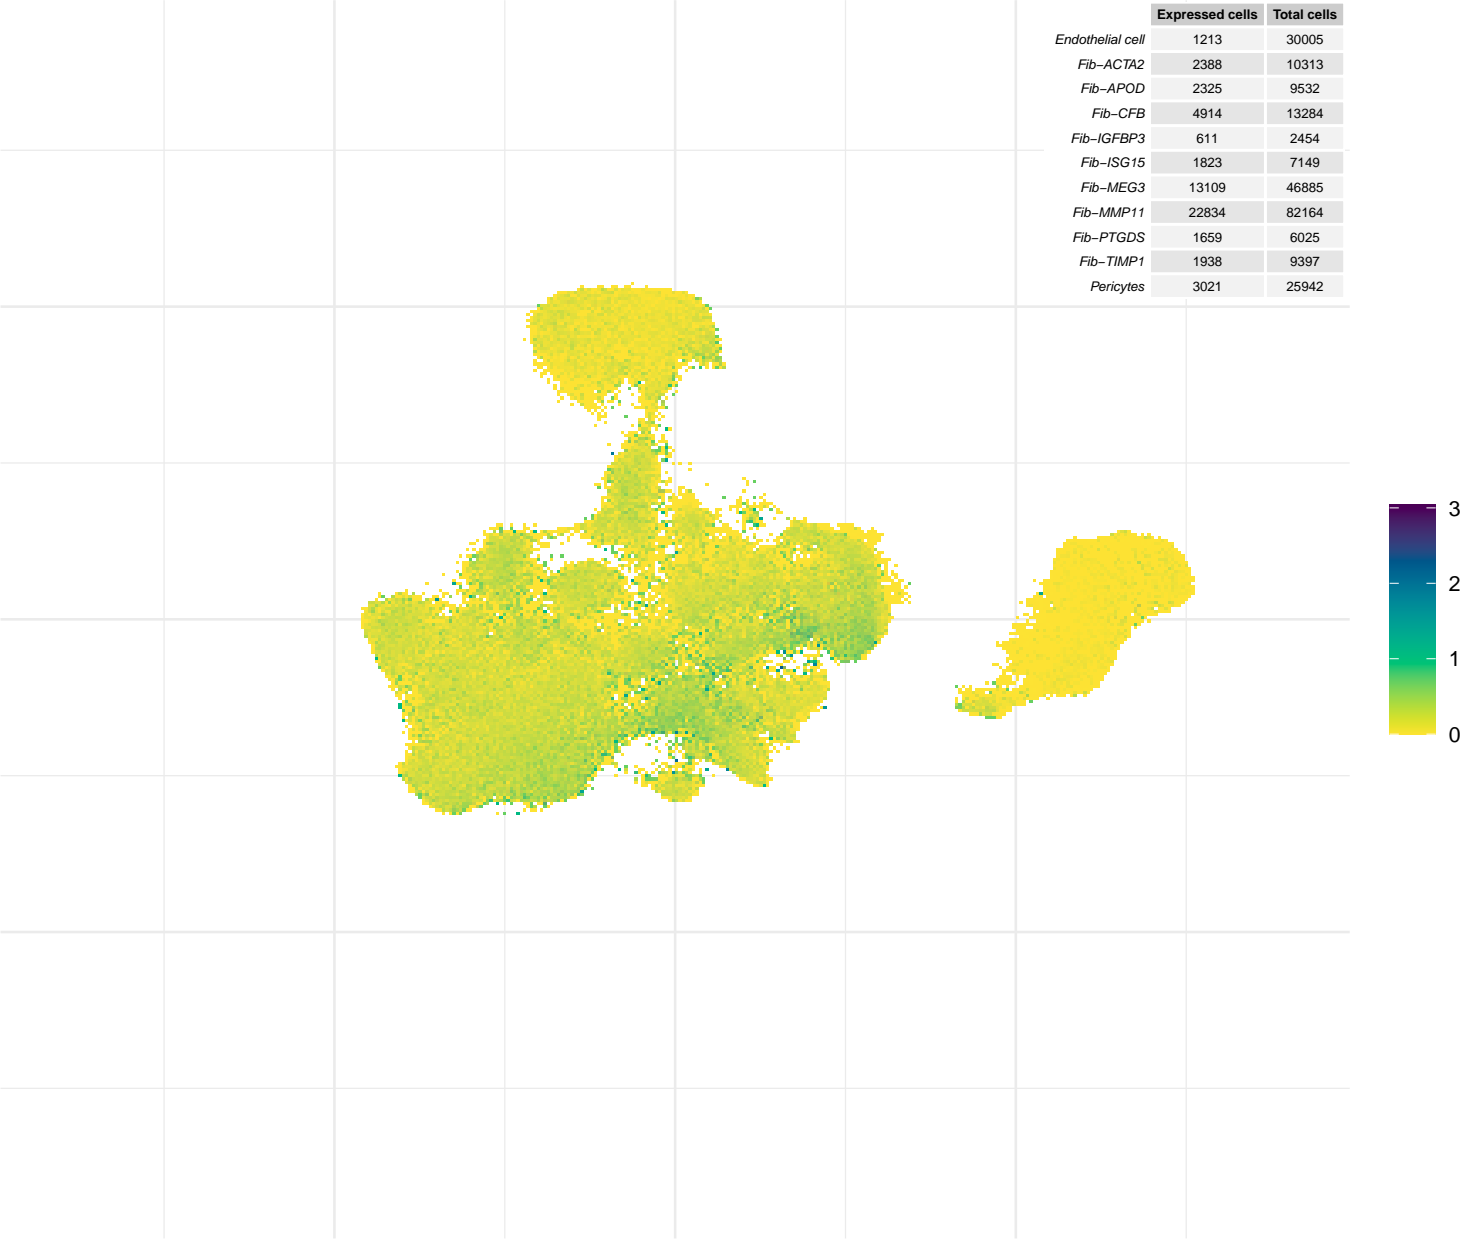 Expressed cells Total cells
Endothelial cell 1213 30005
Fib−ACTA2 2388 10313
Fib−APOD 2325 9532
Fib−CFB 4914 13284
Fib−IGFBP3 611 2454
Fib−ISG15 1823 7149
Fib−MEG3 13109 46885
Fib−MMP11 22834 82164
Fib−PTGDS 1659 6025
Fib−TIMP1 1938 9397
Pericytes 3021 25942
3
2
1
0